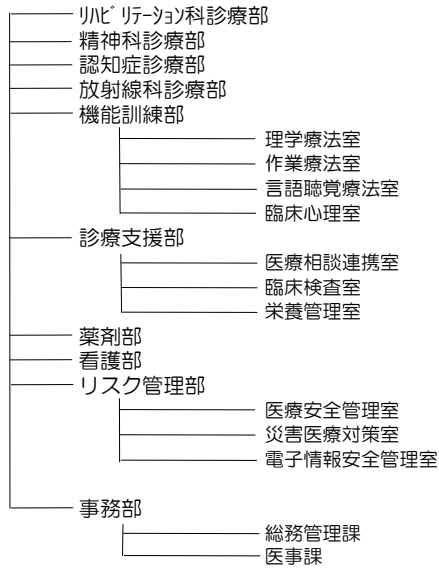 ﾘﾊﾋﾞﾘﾃｰｼｮﾝ科診療部
精神科診療部
認知症診療部
放射線科診療部
機能訓練部
理学療法室
作業療法室
言語聴覚療法室
臨床心理室
診療支援部
医療相談連携室
臨床検査室
栄養管理室
薬剤部
看護部
リスク管理部
医療安全管理室
災害医療対策室
電子情報安全管理室
事務部
総務管理課
医事課